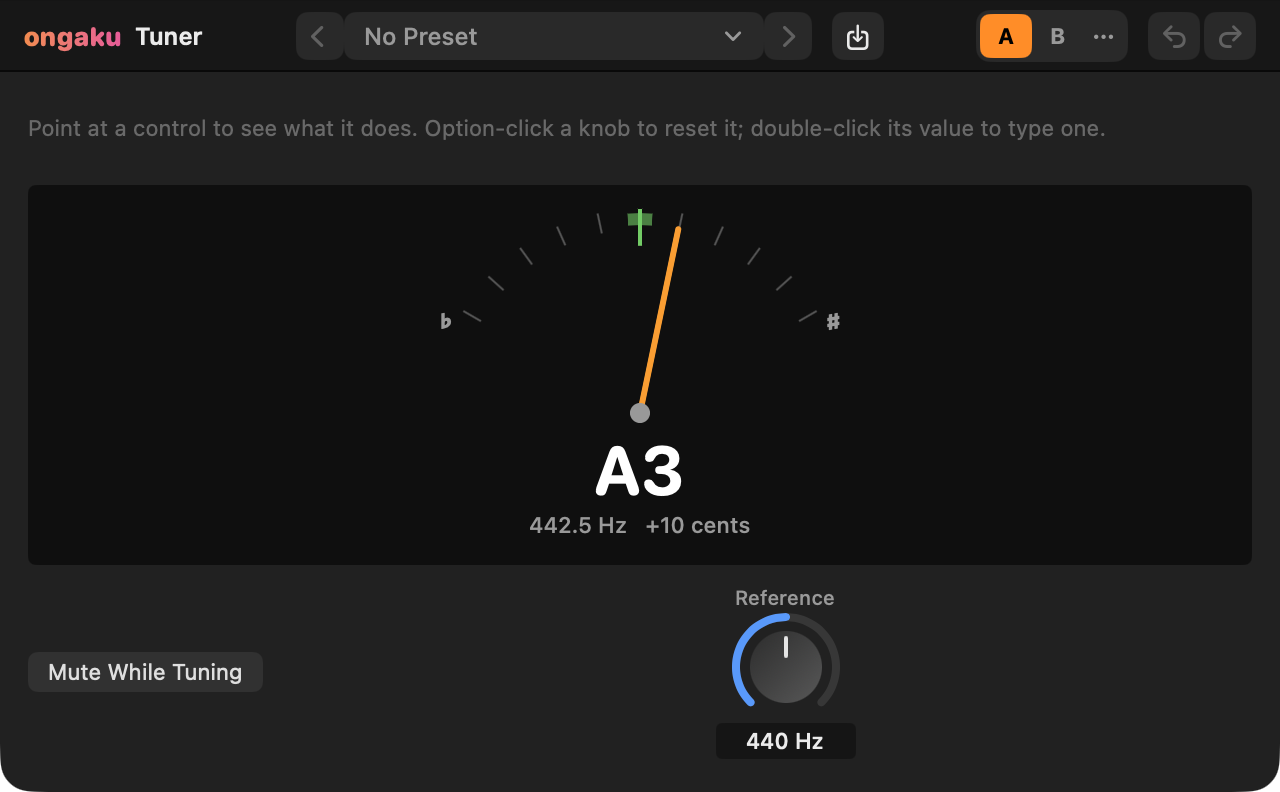 ongaku Tuner
No Preset
A B ···
Point at a control to see what it does. Option-click a knob to reset it; double-click its value to type one.
♭ ♯
A3
442.5 Hz +10 cents
Reference
Mute While Tuning
440 Hz